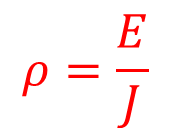 ρ = E/J